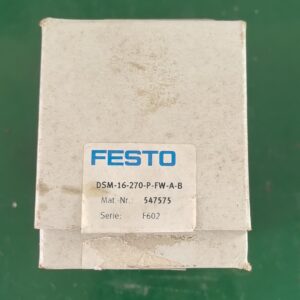 FESTO
DSM-16-270-P-FW-A-B
Mat. Nr. 547575
Serie: F602